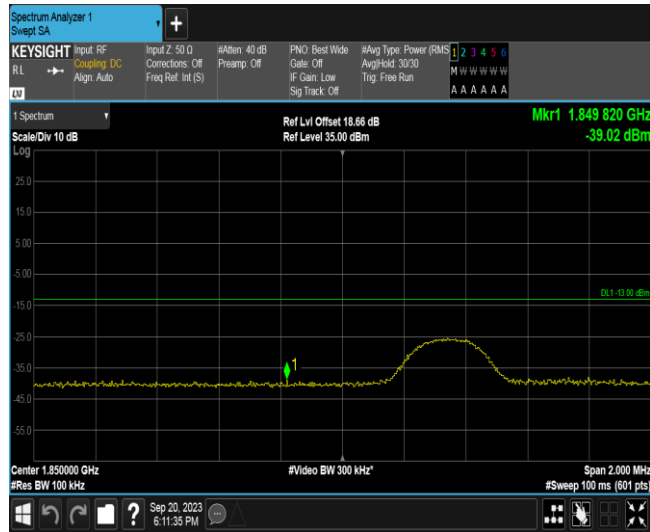 Spectrum Analyzer 1
Swept SA
KEYSIGHT Input: RF Input Z: 50 Ω #Atten: 40 dB PNO: Best Wide #Avg Type: Power (RMS 1 2 3 4 5 6
RL Coupling: DC Corrections: Off Preamp: Off Gate: Off Avg|Hold: 30/30 M W W W W W
Align: Auto Freq Ref: Int (S) IF Gain: Low Trig: Free Run
LXI Sig Track: Off A A A A A A
1 Spectrum Ref Lvl Offset 18.66 dB Mkr1 1.849 820 GHz
Scale/Div 10 dB Ref Level 35.00 dBm -39.02 dBm
Log
25.0
15.0
5.00
-5.00
DL1 -13.00 dBm
-15.0
-25.0
1
-35.0
-45.0
-55.0
Center 1.850000 GHz #Video BW 300 kHz* Span 2.000 MHz
#Res BW 100 kHz #Sweep 100 ms (601 pts)
? Sep 20, 2023
6:11:35 PM